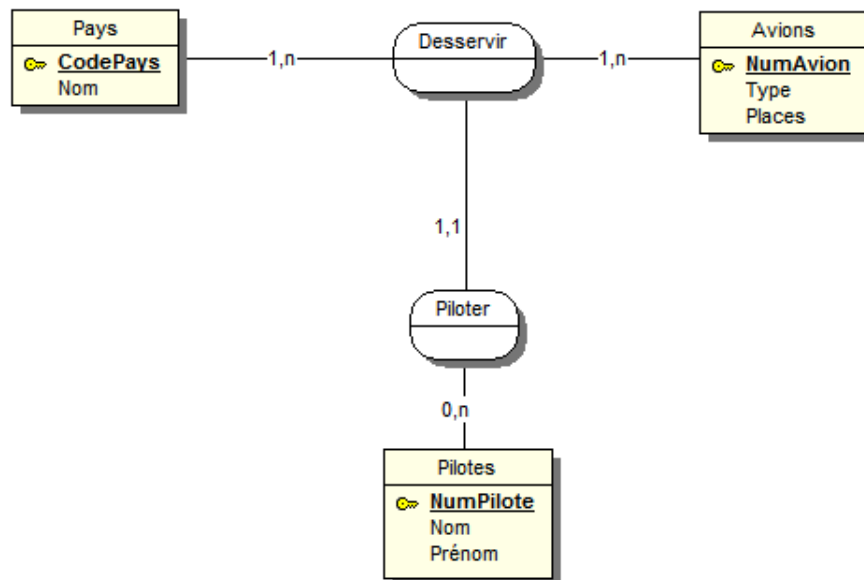 Pays
CodePays
Nom
1,n
Desservir
1,n
Avions
NumAvion
Type
Places
1,1
Piloter
0,n
Pilotes
NumPilote
Nom
Prénom